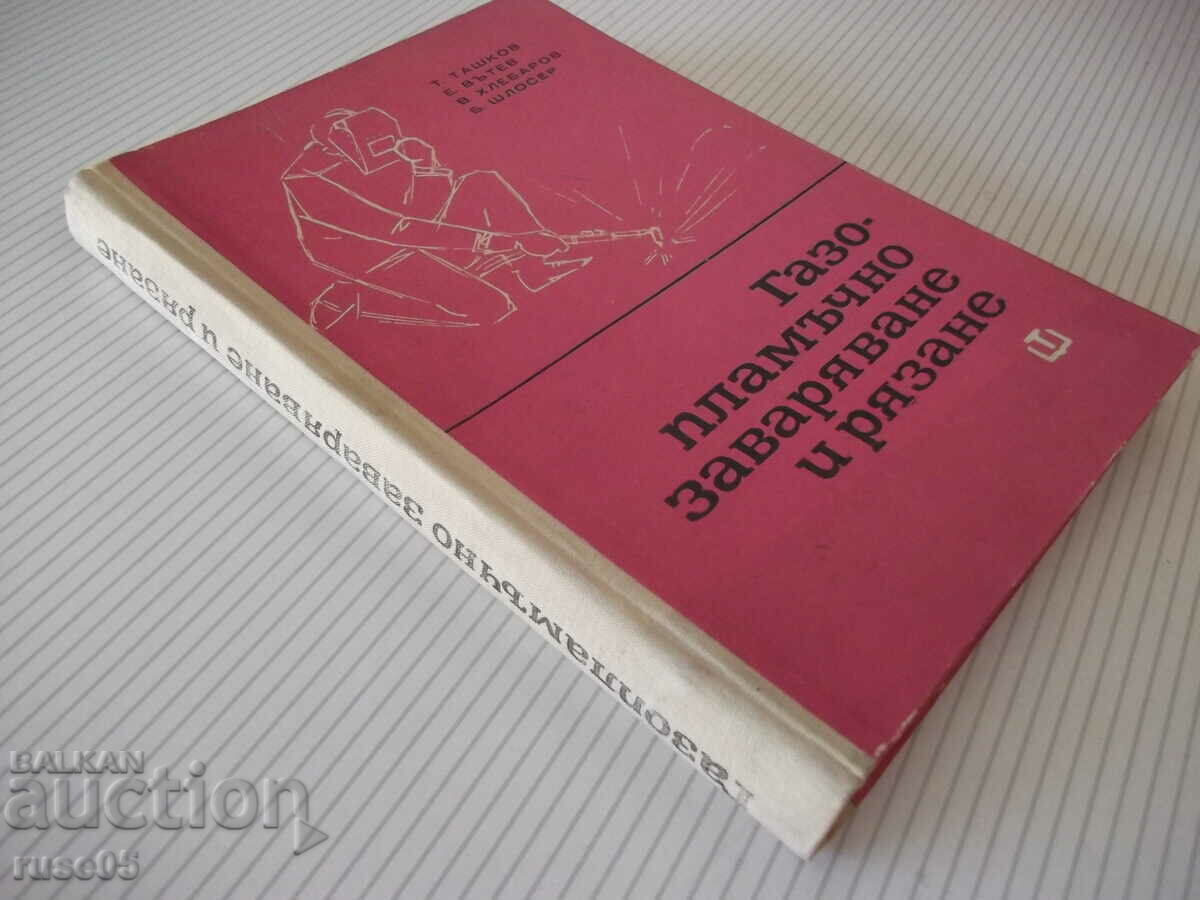 Т. ТАШКОВ
Е. ВЪТЕВ
В. ХЛЕБАРОВ
Б. ШЛОСЕР
Газо-
пламъчно
заваряване
и рязане
Газопламъчно заваряване и рязане
BALKAN
auction
ruse05